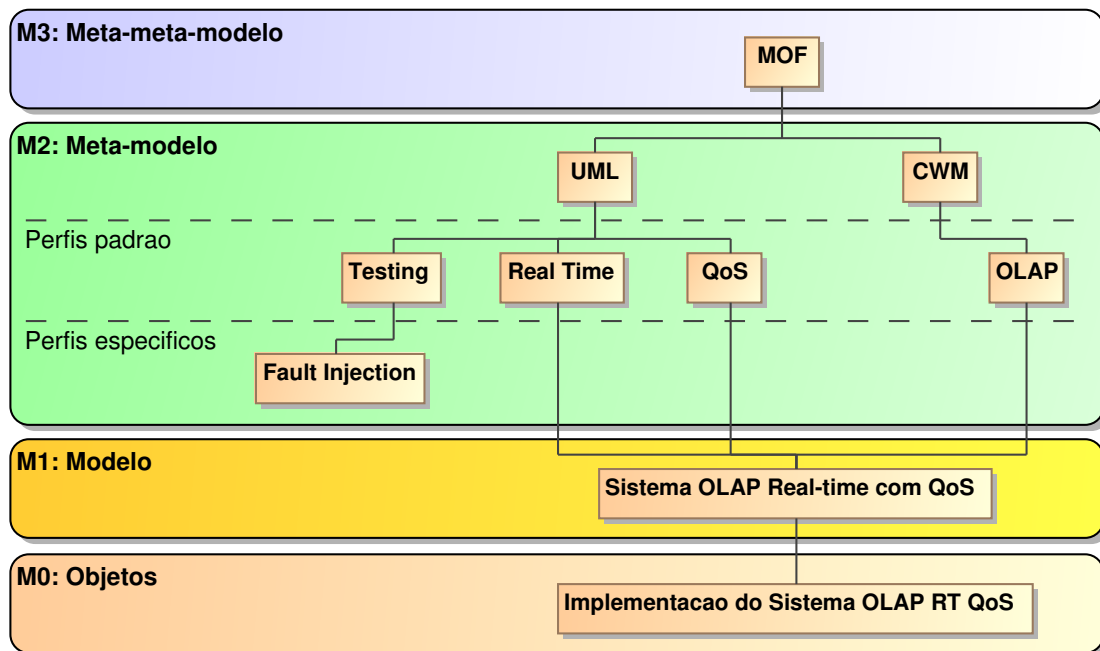 M3: Meta-meta-modelo
MOF
M2: Meta-modelo
UML
CWM
Perfis padrao
Testing
Real Time
QoS
OLAP
Perfis especificos
Fault Injection
M1: Modelo
Sistema OLAP Real-time com QoS
M0: Objetos
Implementacao do Sistema OLAP RT QoS